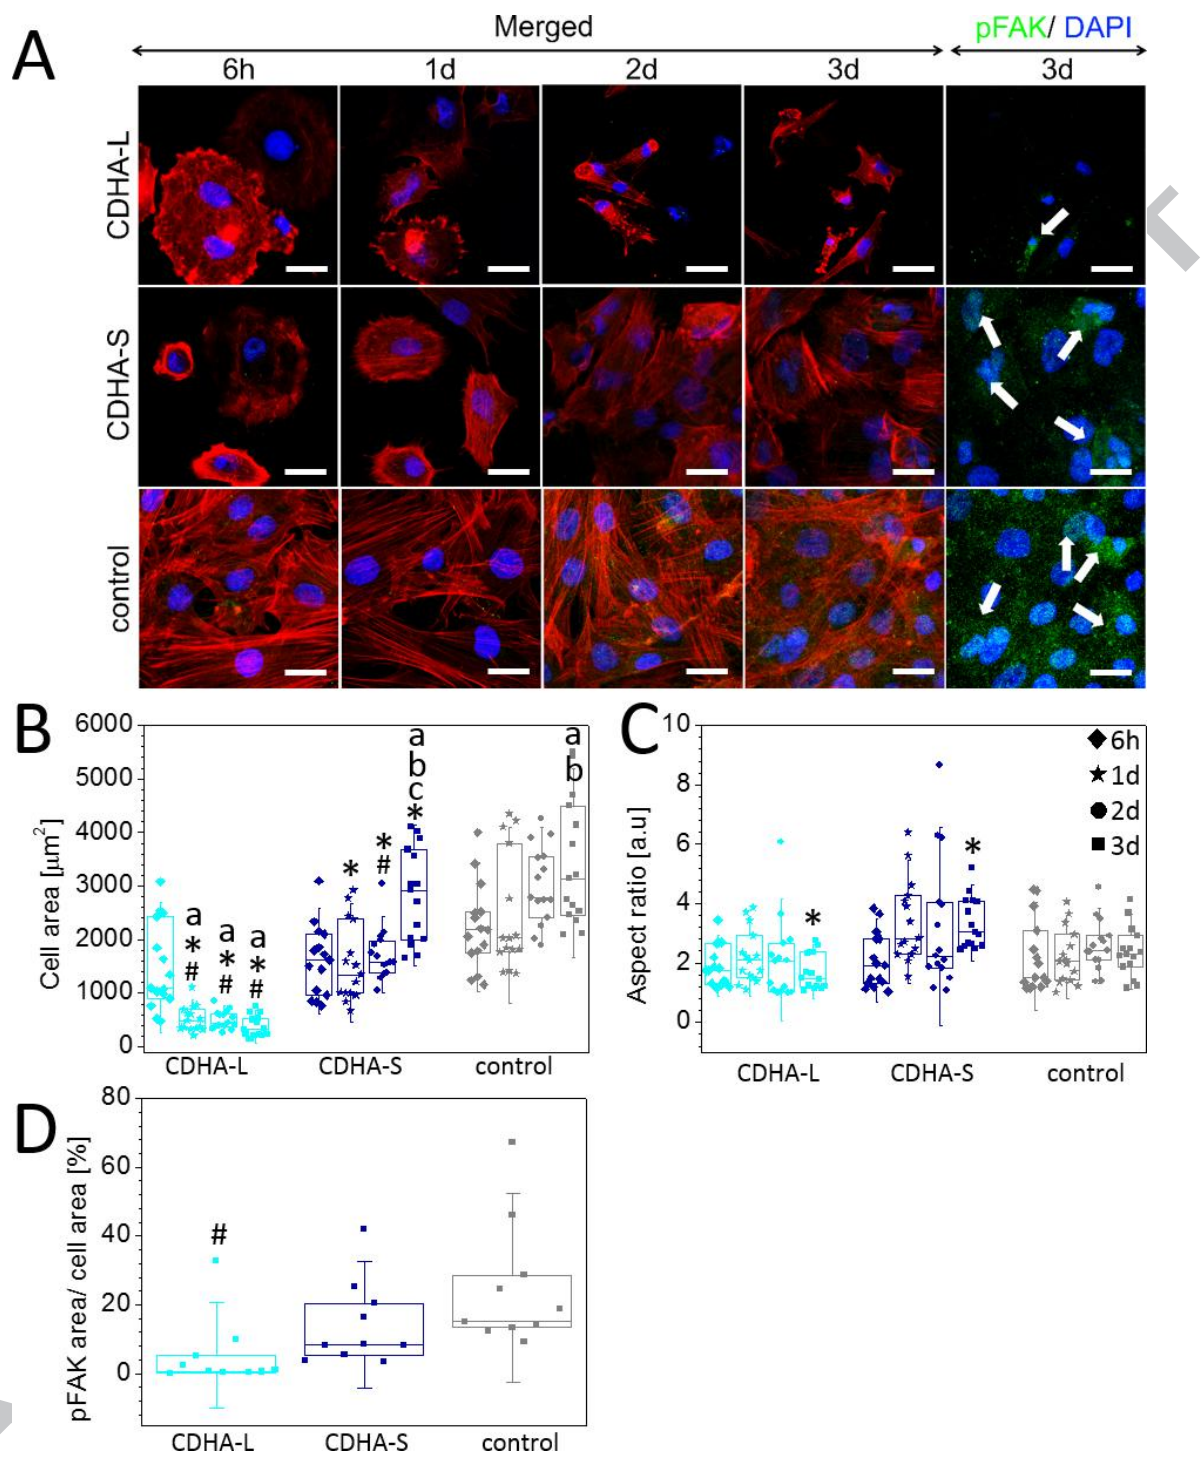 A
Merged
pFAK/ DAPI
6h 1d 2d 3d 3d
CDHA-L
CDHA-S
control
B
Cell area [µm²]
6000
5000
4000
3000
2000
1000
0
a
*
#
a
*
#
a
*
#
*
*
#
a
b
c
*
a
b
CDHA-L CDHA-S control
C
Aspect ratio [a.u]
10
8
6
4
2
0
*
*
6h
1d
2d
3d
CDHA-L CDHA-S control
D
pFAK area/ cell area [%]
80
60
40
20
0
#
CDHA-L CDHA-S control